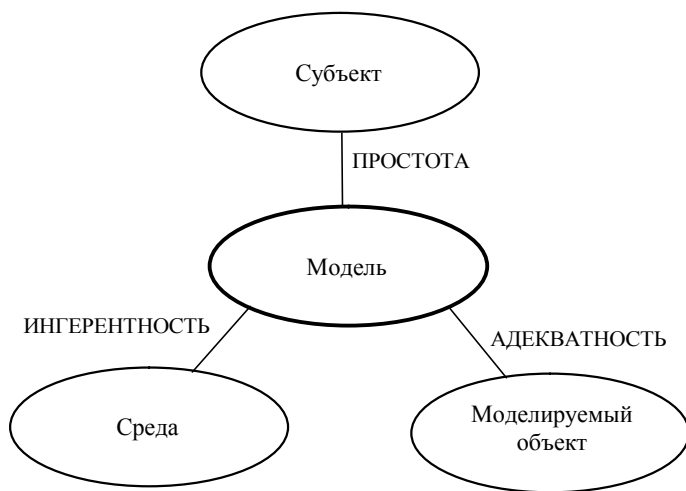 Субъект
ПРОСТОТА
Модель
ИНГЕРЕНТНОСТЬ
АДЕКВАТНОСТЬ
Среда
Моделируемый
объект